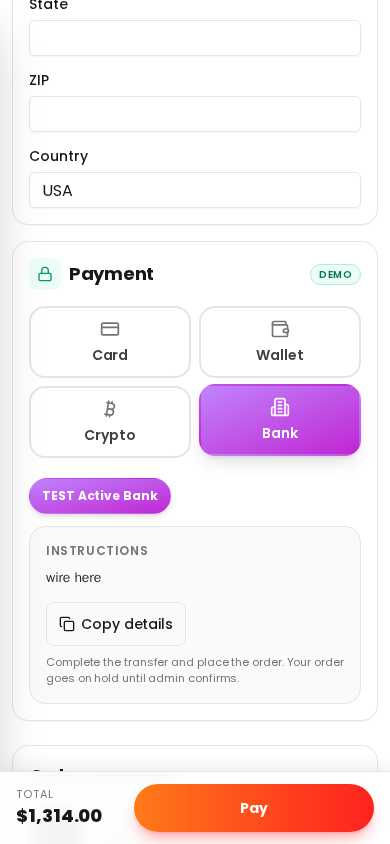 State
ZIP
Country
USA
Payment
DEMO
Card
Wallet
Crypto
Bank
TEST Active Bank
INSTRUCTIONS
wire here
Copy details
Complete the transfer and place the order. Your order
goes on hold until admin confirms.
TOTAL
$1,314.00
Pay